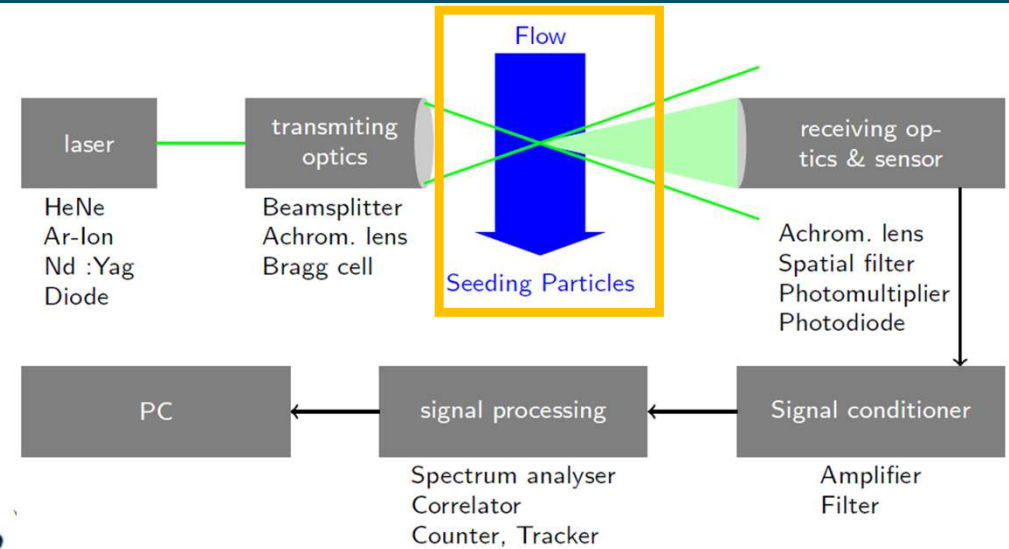 Flow
laser
transmiting
optics
receiving op-
tics & sensor
HeNe
Ar-Ion
Nd :Yag
Diode
Beamsplitter
Achrom. lens
Bragg cell
Seeding Particles
Achrom. lens
Spatial filter
Photomultiplier
Photodiode
PC
signal processing
Signal conditioner
Spectrum analyser
Correlator
Counter, Tracker
Amplifier
Filter